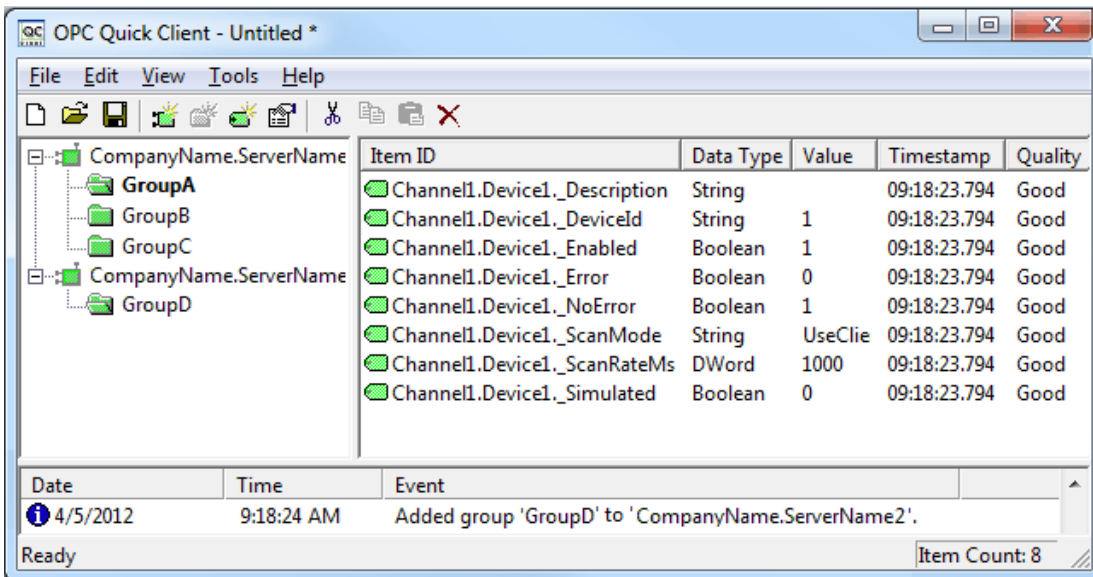 OPC Quick Client - Untitled *
File Edit View Tools Help
CompanyName.ServerName
GroupA
GroupB
GroupC
CompanyName.ServerName
GroupD
Item ID Data Type Value Timestamp Quality
Channel1.Device1._Description String 09:18:23.794 Good
Channel1.Device1._DeviceId String 1 09:18:23.794 Good
Channel1.Device1._Enabled Boolean 1 09:18:23.794 Good
Channel1.Device1._Error Boolean 0 09:18:23.794 Good
Channel1.Device1._NoError Boolean 1 09:18:23.794 Good
Channel1.Device1._ScanMode String UseClie 09:18:23.794 Good
Channel1.Device1._ScanRateMs DWord 1000 09:18:23.794 Good
Channel1.Device1._Simulated Boolean 0 09:18:23.794 Good
Date Time Event
4/5/2012 9:18:24 AM Added group 'GroupD' to 'CompanyName.ServerName2'.
Ready Item Count: 8